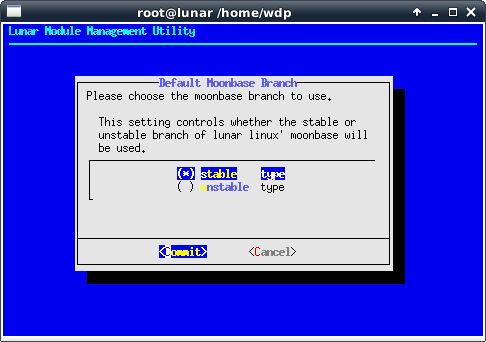 root@lunar /home/wdp
Lunar Module Management Utility
Default Moonbase Branch
Please choose the moonbase branch to use.
This setting controls whether the stable or
unstable branch of lunar linux' moonbase will
be used.
(*) stable type
( ) unstable type
<Commit> <Cancel>